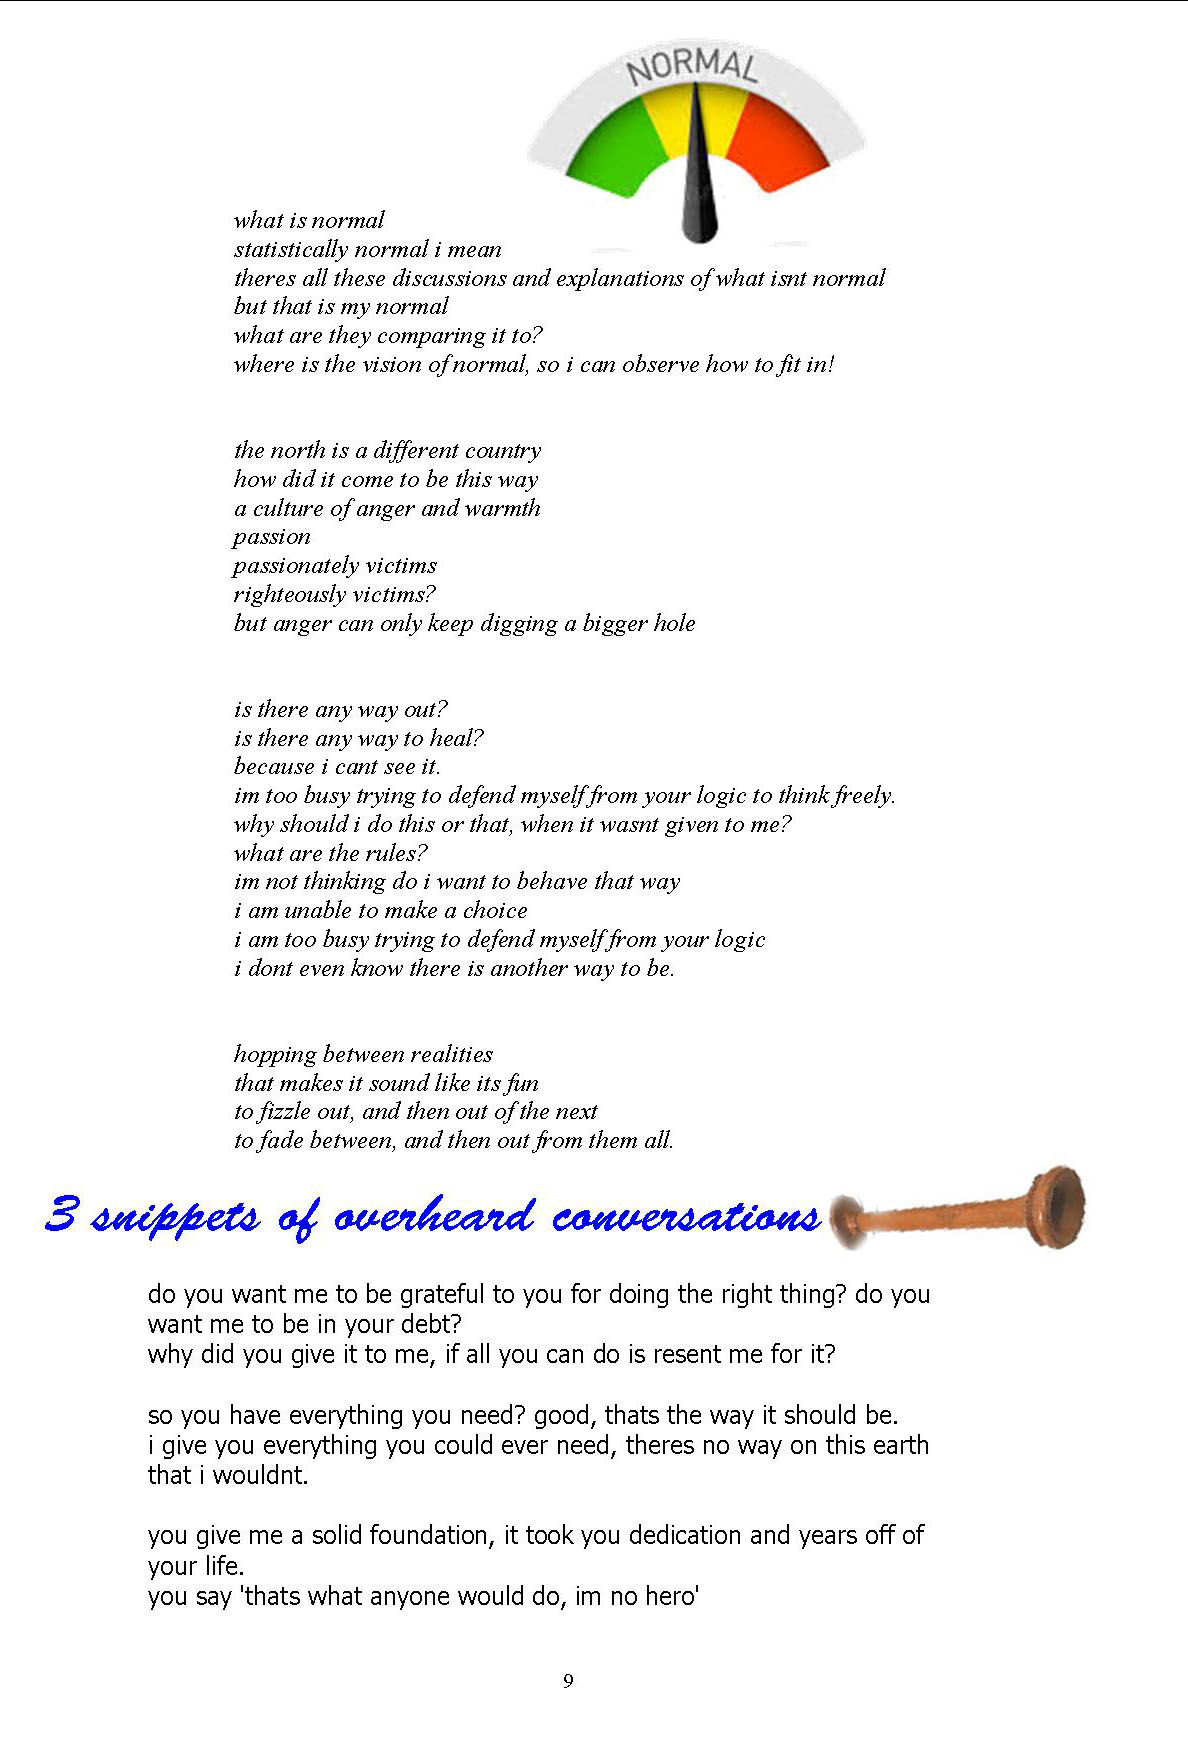 NORMAL
what is normal
statistically normal i mean
theres all these discussions and explanations of what isnt normal
but that is my normal
what are they comparing it to?
where is the vision of normal, so i can observe how to fit in!
the north is a different country
how did it come to be this way
a culture of anger and warmth
passion
passionately victims
righteously victims?
but anger can only keep digging a bigger hole
is there any way out?
is there any way to heal?
because i cant see it.
im too busy trying to defend myself from your logic to think freely.
why should i do this or that, when it wasnt given to me?
what are the rules?
im not thinking do i want to behave that way
i am unable to make a choice
i am too busy trying to defend myself from your logic
i dont even know there is another way to be.
hopping between realities
that makes it sound like its fun
to fizzle out, and then out of the next
to fade between, and then out from them all.
3 snippets of overheard conversations
do you want me to be grateful to you for doing the right thing? do you
want me to be in your debt?
why did you give it to me, if all you can do is resent me for it?
so you have everything you need? good, thats the way it should be.
i give you everything you could ever need, theres no way on this earth
that i wouldnt.
you give me a solid foundation, it took you dedication and years off of
your life.
you say 'thats what anyone would do, im no hero'
9